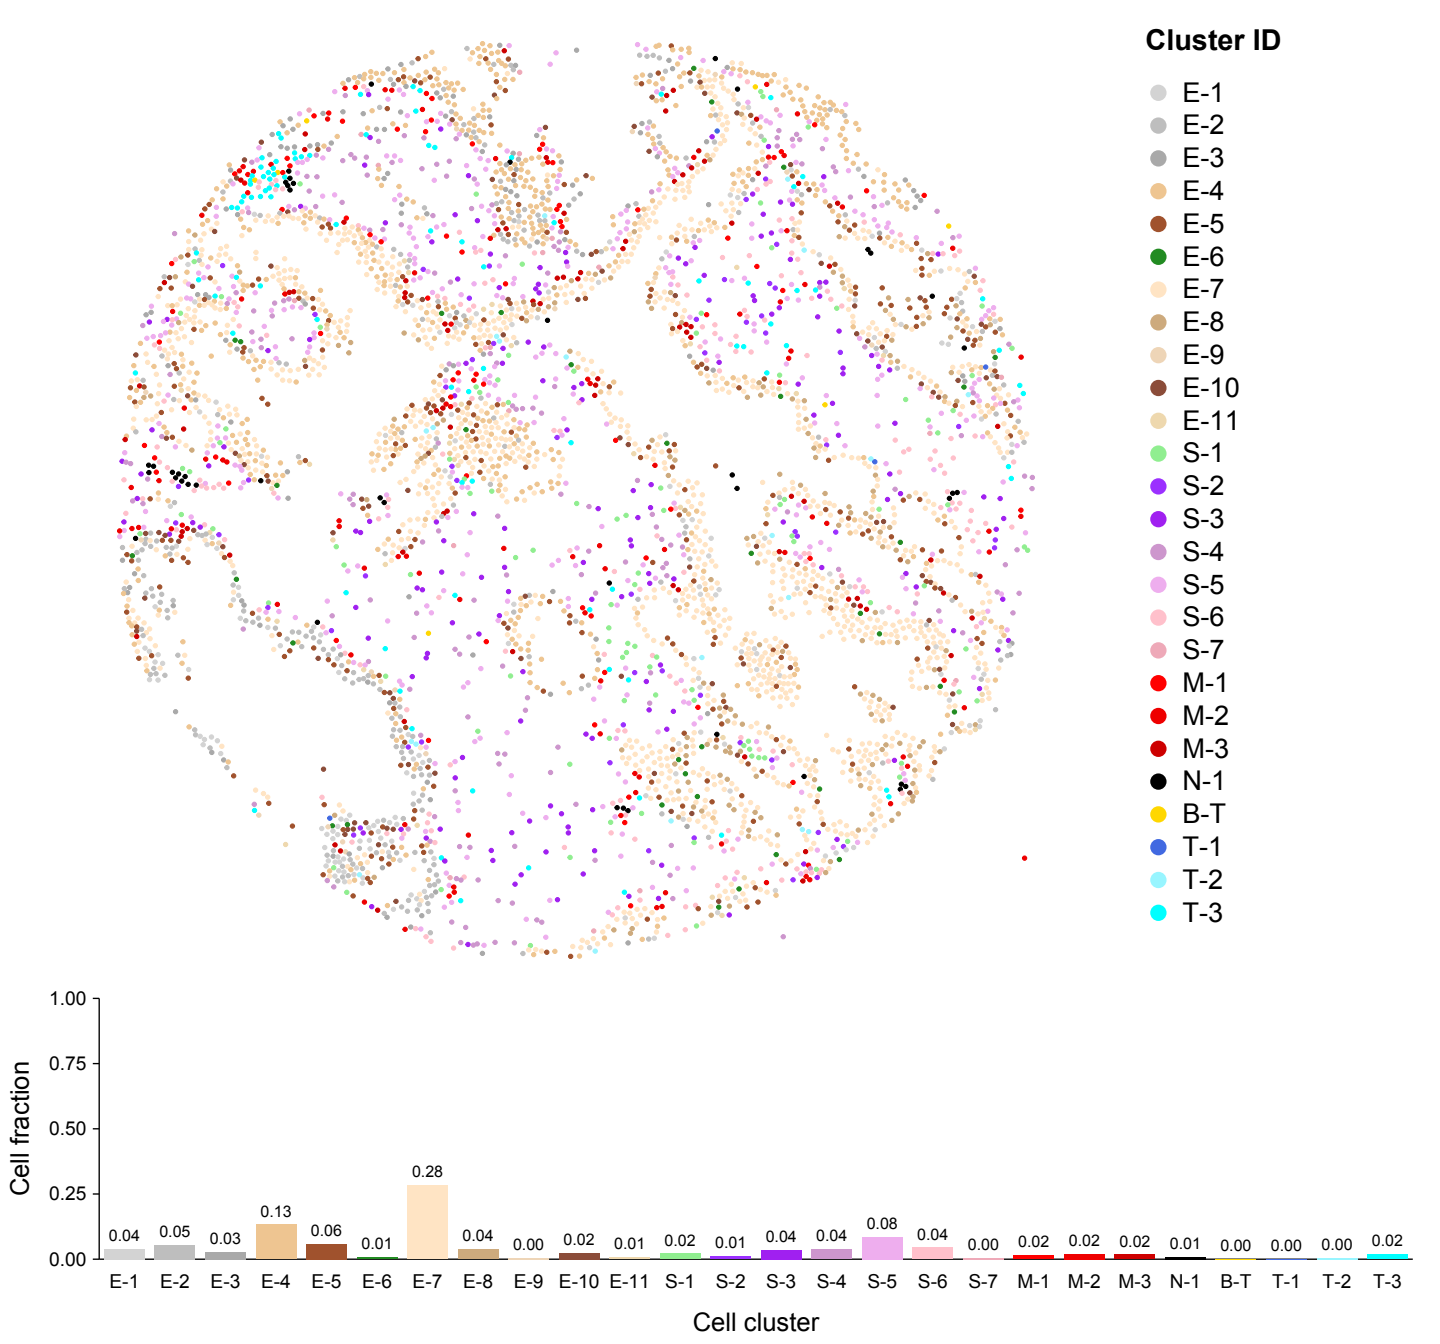 Cluster ID
E-1
E-2
E-3
E-4
E-5
E-6
E-7
E-8
E-9
E-10
E-11
S-1
S-2
S-3
S-4
S-5
S-6
S-7
M-1
M-2
M-3
N-1
B-T
T-1
T-2
T-3
Cell fraction
1.00
0.75
0.50
0.25
0.00
0.04 0.05 0.03 0.13 0.06 0.01 0.28 0.04 0.00 0.02 0.01 0.02 0.01 0.04 0.04 0.08 0.04 0.00 0.02 0.02 0.02 0.01 0.00 0.00 0.00 0.02
E-1 E-2 E-3 E-4 E-5 E-6 E-7 E-8 E-9 E-10 E-11 S-1 S-2 S-3 S-4 S-5 S-6 S-7 M-1 M-2 M-3 N-1 B-T T-1 T-2 T-3
Cell cluster